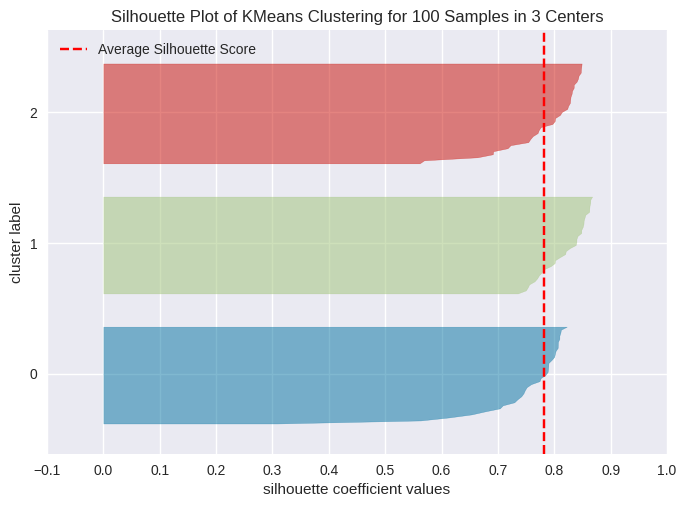 Silhouette Plot of KMeans Clustering for 100 Samples in 3 Centers
Average Silhouette Score
2
1
0
cluster label
−0.1 0.0 0.1 0.2 0.3 0.4 0.5 0.6 0.7 0.8 0.9 1.0
silhouette coefficient values